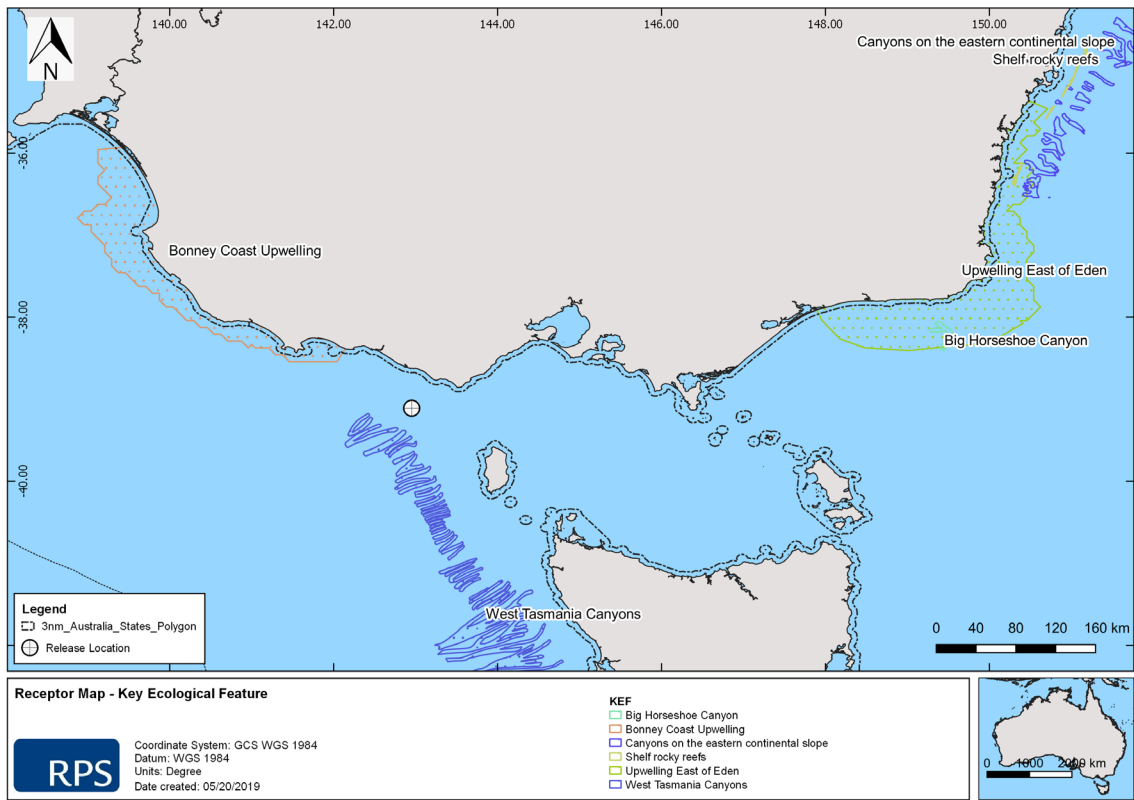 140.00 142.00 144.00 146.00 148.00 150.00
N
Canyons on the eastern continental slope
Shelf rocky reefs
-36.00
Bonney Coast Upwelling
Upwelling East of Eden
-38.00
Big Horseshoe Canyon
-40.00
West Tasmania Canyons
Legend
3nm_Australia_States_Polygon
Release Location
0 40 80 120 160 km
Receptor Map - Key Ecological Feature
RPS
Coordinate System: GCS WGS 1984
Datum: WGS 1984
Units: Degree
Date created: 05/20/2019
KEF
Big Horseshoe Canyon
Bonney Coast Upwelling
Canyons on the eastern continental slope
Shelf rocky reefs
Upwelling East of Eden
West Tasmania Canyons
0 1000 2000 km